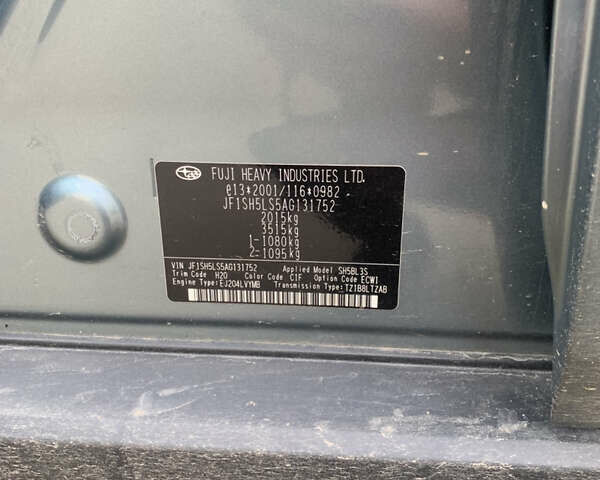 FUJI HEAVY INDUSTRIES LTD.
e13*2001/116*0982
JF1SH5LS5AG131752
2015kg
3515kg
1-1080kg
2-1095kg
VIN JF1SH5LS5AG131752 Applied Model SH5BL3S
Trim Code H20 Color Code C1F Option Code ECWI
Engine Type:EJ204LVYMB Transmission Type:TZ1B8LTZAB